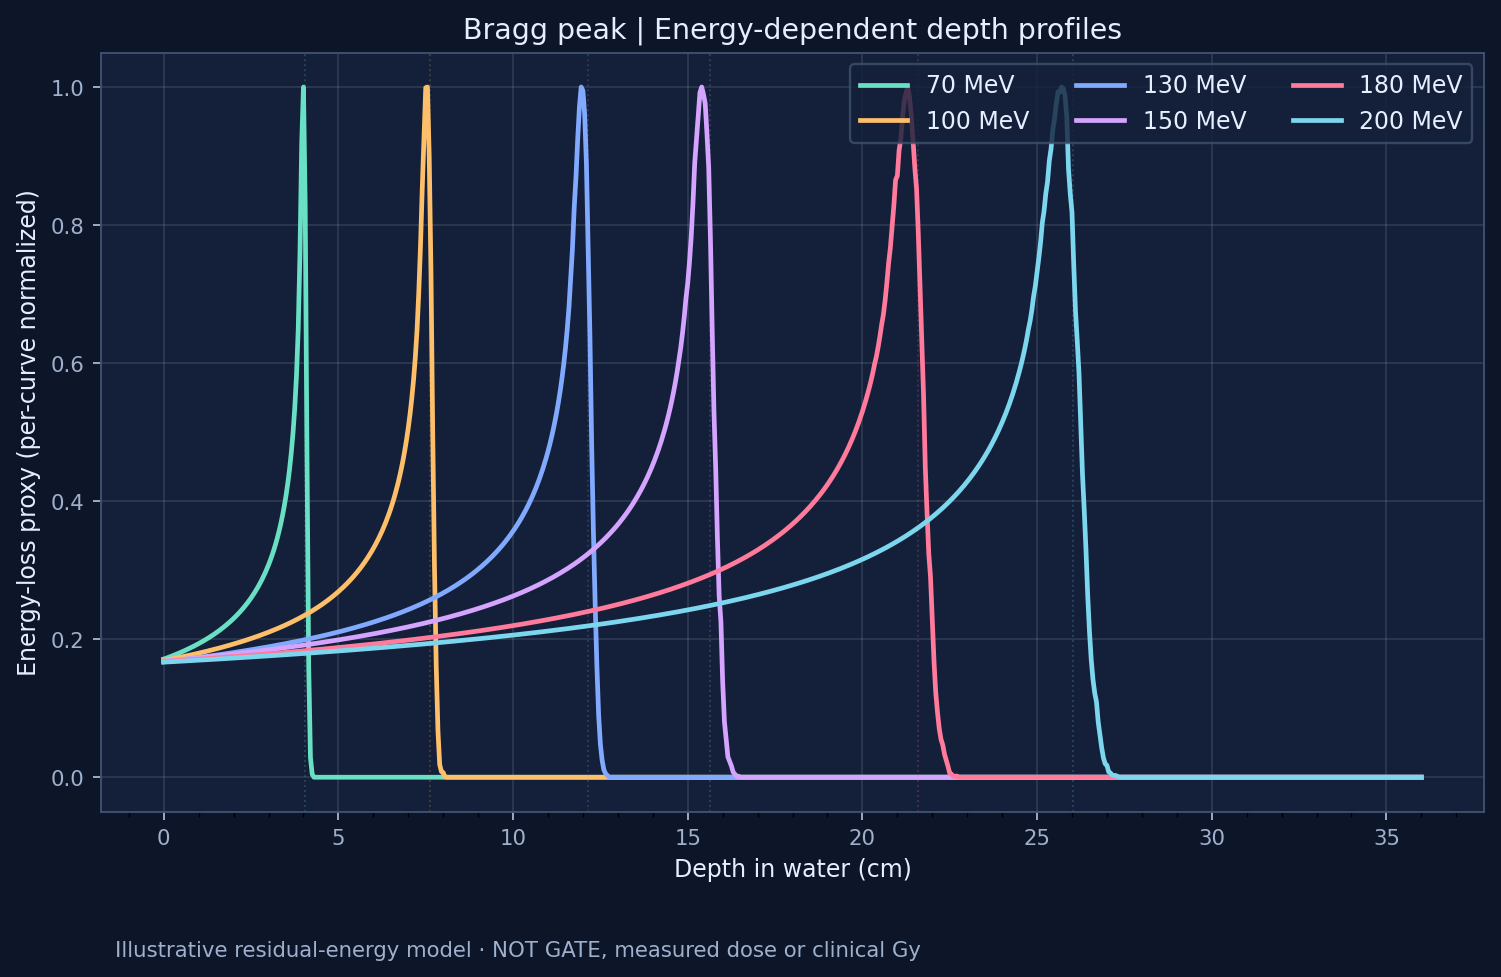 Bragg peak | Energy-dependent depth profiles
70 MeV 130 MeV 180 MeV
100 MeV 150 MeV 200 MeV
Energy-loss proxy (per-curve normalized)
1.0
0.8
0.6
0.4
0.2
0.0
0 5 10 15 20 25 30 35
Depth in water (cm)
Illustrative residual-energy model · NOT GATE, measured dose or clinical Gy